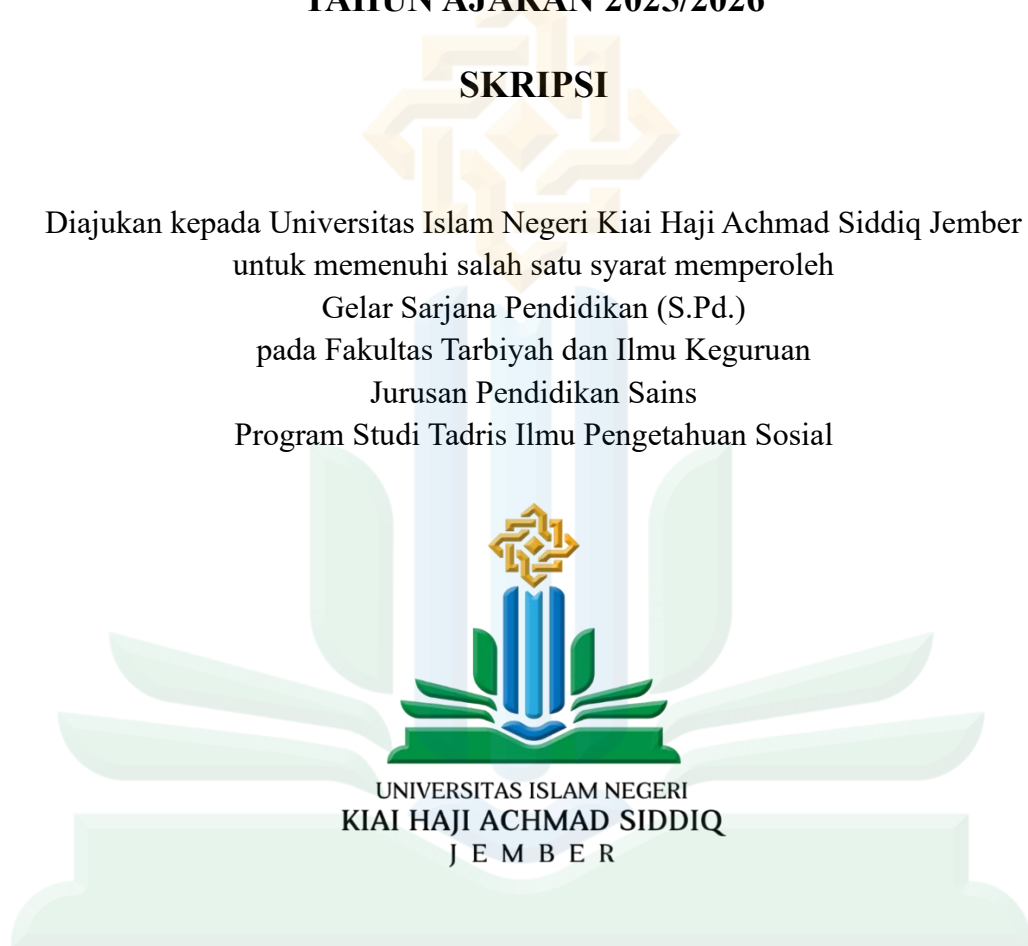 TAHUN AJARAN 2025/2026
SKRIPSI
Diajukan kepada Universitas Islam Negeri Kiai Haji Achmad Siddiq Jember
untuk memenuhi salah satu syarat memperoleh
Gelar Sarjana Pendidikan (S.Pd.)
pada Fakultas Tarbiyah dan Ilmu Keguruan
Jurusan Pendidikan Sains
Program Studi Tadris Ilmu Pengetahuan Sosial
UNIVERSITAS ISLAM NEGERI
KIAI HAJI ACHMAD SIDDIQ
JEMBER